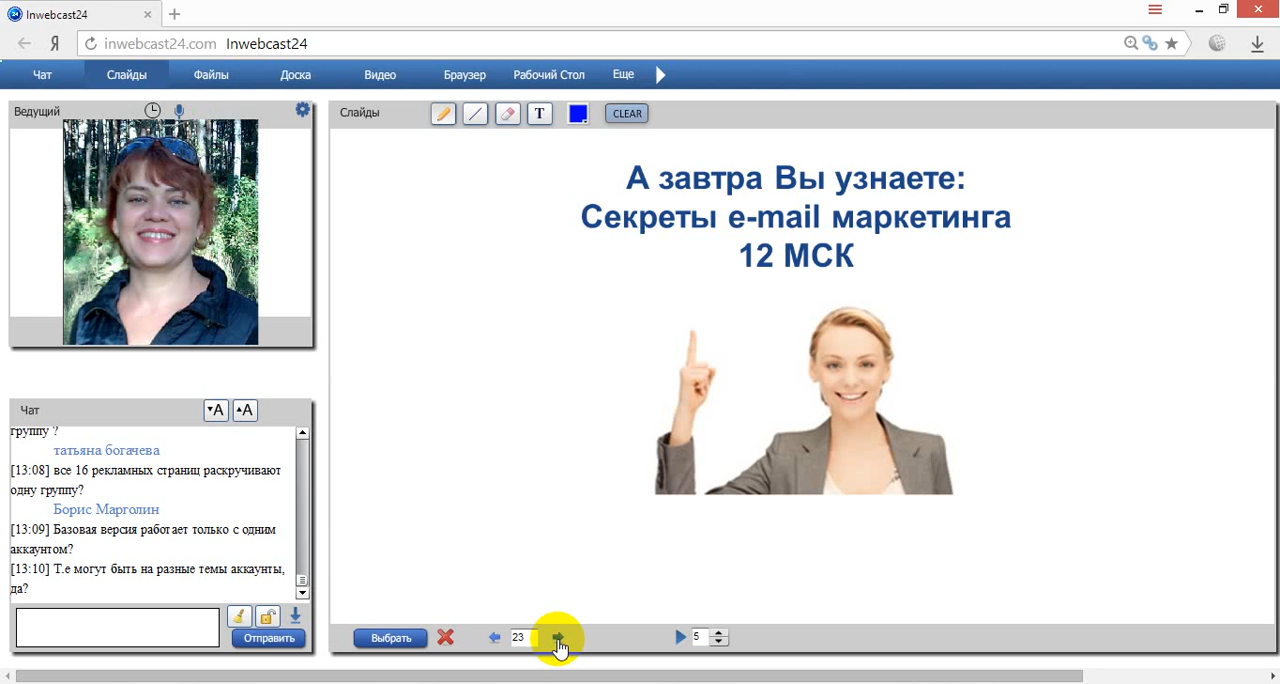 Inwebcast24
inwebcast24.com Inwebcast24
Чат Слайды Файлы Доска Видео Браузер Рабочий Стол Еще
Ведущий
Слайды T CLEAR
А завтра Вы узнаете:
Секреты e-mail маркетинга
12 МСК
Чат A A
группу ?
татьяна богачева
[13:08] все 16 рекламных страниц раскручивают
одну группу?
Борис Марголин
[13:09] Базовая версия работает только с одним
аккаунтом?
[13:10] Т.е могут быть на разные темы аккаунты,
да?
Отправить
Выбрать 23 5